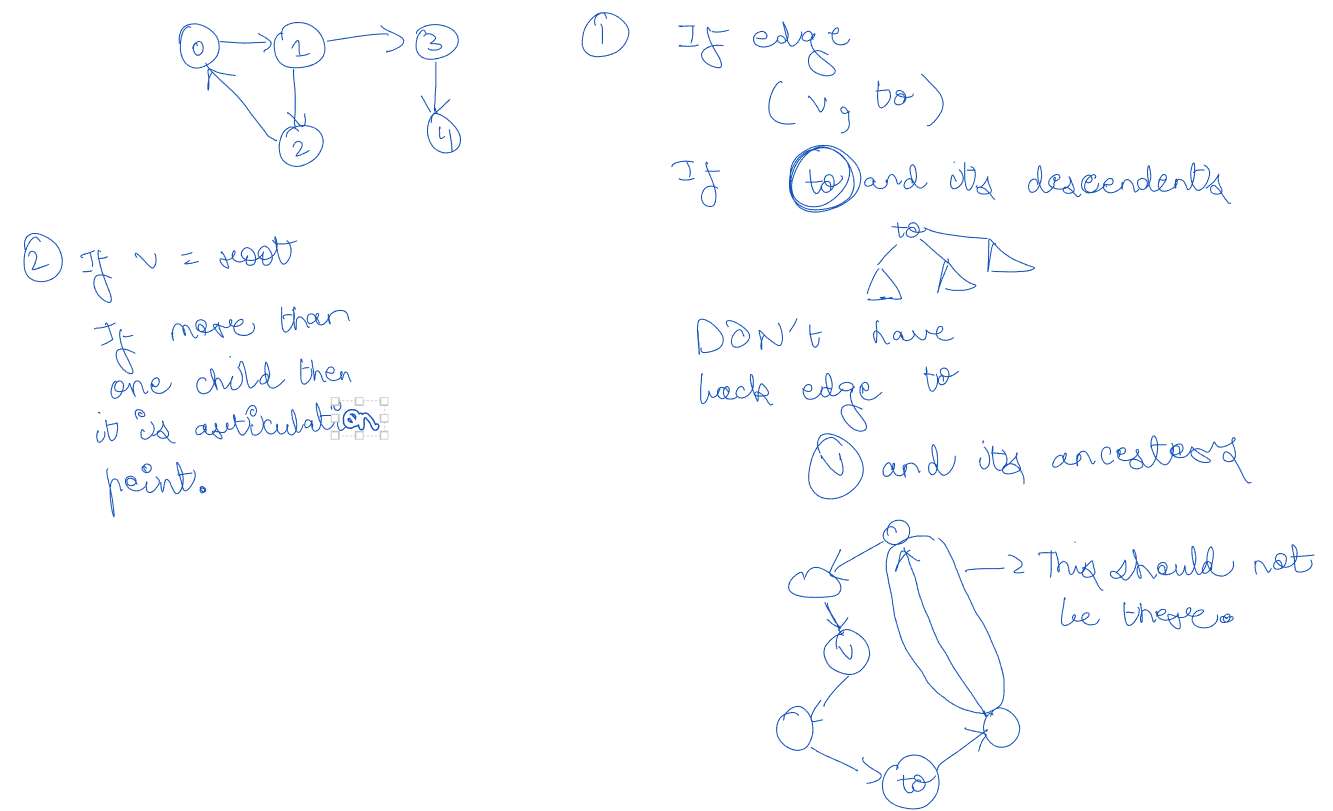 0 1 3
2 4
2 If v = root
If more than
one child then
it is articulation
point.
1 If edge
(v, to)
If to and it's descendents
to
DON't have
back edge to
v and its ancestors
This should not
be there.
v
to